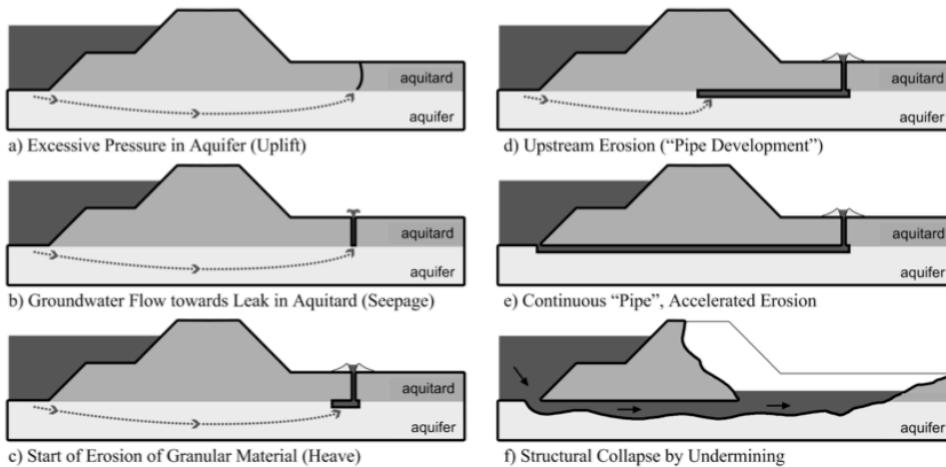 aquitard
aquifer
a) Excessive Pressure in Aquifer (Uplift)
aquitard
aquifer
b) Groundwater Flow towards Leak in Aquitard (Seepage)
aquitard
aquifer
c) Start of Erosion of Granular Material (Heave)
aquitard
aquifer
d) Upstream Erosion ("Pipe Development")
aquitard
aquifer
e) Continuous "Pipe", Accelerated Erosion
aquitard
aquifer
f) Structural Collapse by Undermining